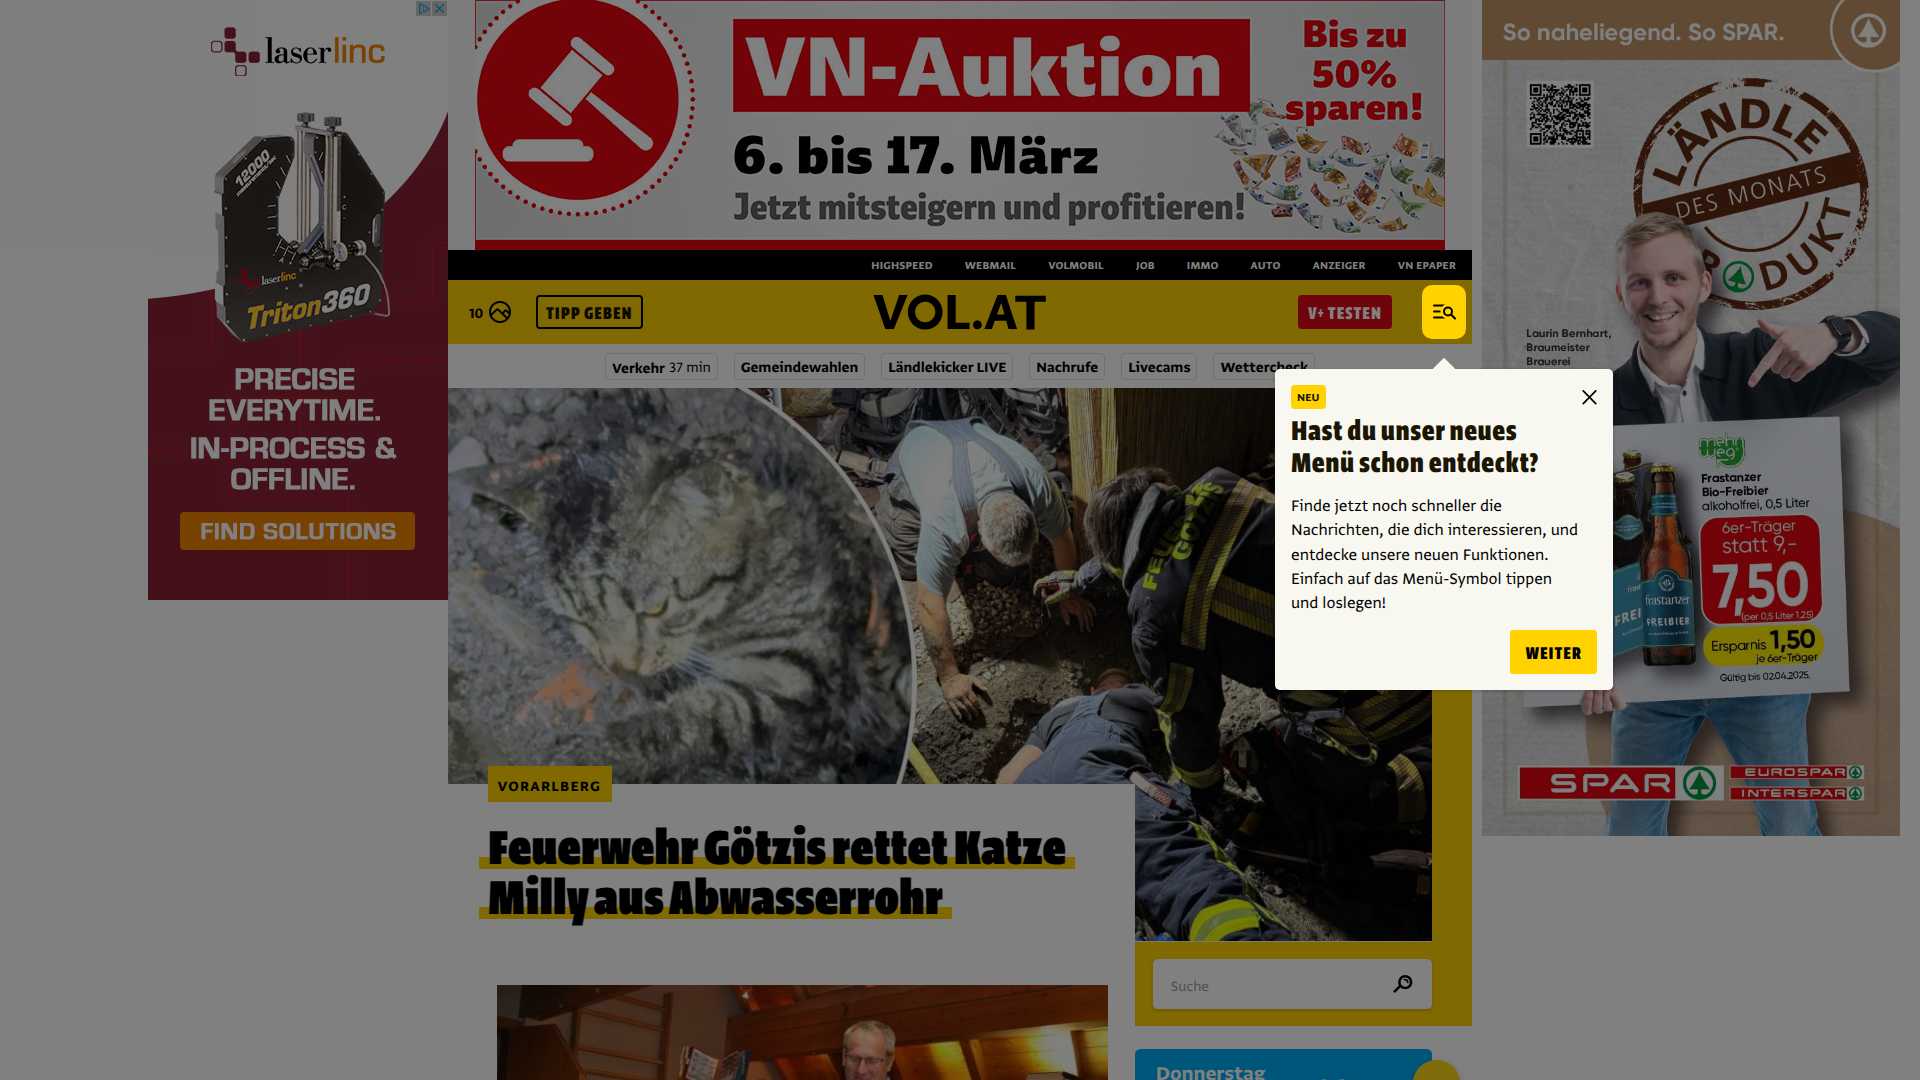 laserlinc
12000
laserlinc
Triton360
PRECISE
EVERYTIME.
IN-PROCESS &
OFFLINE.
FIND SOLUTIONS
VN-Auktion
6. bis 17. März
Jetzt mitsteigern und profitieren!
Bis zu
50%
sparen!
HIGHSPEED WEBMAIL VOLMOBIL JOB IMMO AUTO ANZEIGER VN EPAPER
10
TIPP GEBEN
VOL.AT
V+ TESTEN
Verkehr 37 min
Gemeindewahlen
Ländlekicker LIVE
Nachrufe
Livecams
Wettercheck
NEU
Hast du unser neues
Menü schon entdeckt?
Finde jetzt noch schneller die
Nachrichten, die dich interessieren, und
entdecke unsere neuen Funktionen.
Einfach auf das Menü-Symbol tippen
und loslegen!
WEITER
VORARLBERG
Feuerwehr Götzis rettet Katze
Milly aus Abwasserrohr
Suche
Donnerstag
So naheliegend. So SPAR.
LÄNDLE
DES MONATS
PRODUKT
Laurin Bernhart,
Braumeister
Brauerei
mehr
weg
Frastanzer
Bio-Freibier
alkoholfrei, 0,5 Liter
6er-Träger
statt 9,-
7,50
(per 0,5 Liter 1,25)
Ersparnis 1,50
je 6er-Träger
Gültig bis 02.04.2025.
frastanzer
FREIBIER
SPAR
EUROSPAR
INTERSPAR